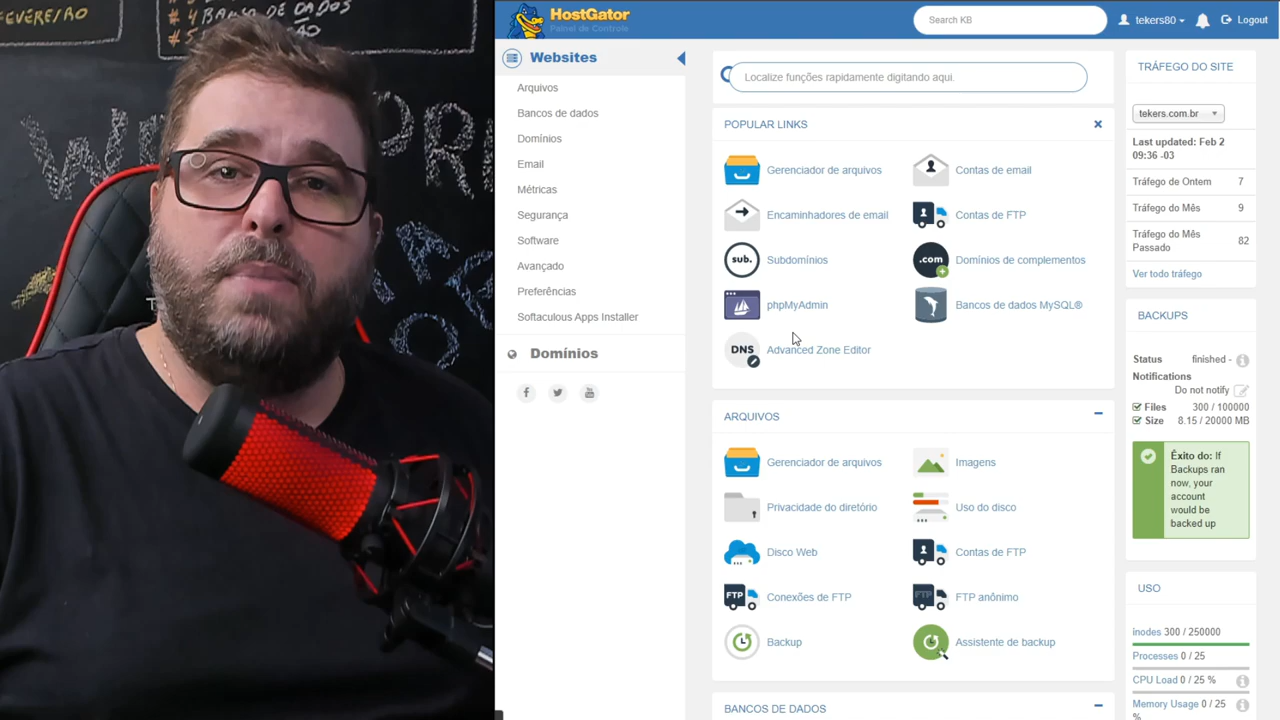 FEVEREIRO
#4 BANCO DE DADOS
#5
HostGator
Painel de Controle
Search KB
tekers80
Logout
Websites
Arquivos
Bancos de dados
Domínios
Email
Métricas
Segurança
Software
Avançado
Preferências
Softaculous Apps Installer
Domínios
Localize funções rapidamente digitando aqui.
POPULAR LINKS
Gerenciador de arquivos
Contas de email
Encaminhadores de email
Contas de FTP
sub.
Subdomínios
.com
Domínios de complementos
phpMyAdmin
Bancos de dados MySQL®
DNS
Advanced Zone Editor
ARQUIVOS
Gerenciador de arquivos
Imagens
Privacidade do diretório
Uso do disco
Disco Web
Contas de FTP
FTP
Conexões de FTP
FTP
FTP anônimo
Backup
Assistente de backup
BANCOS DE DADOS
TRÁFEGO DO SITE
tekers.com.br
Last updated: Feb 2
09:36 -03
Tráfego de Ontem 7
Tráfego do Mês 9
Tráfego do Mês
Passado 82
Ver todo tráfego
BACKUPS
Status finished -
Notifications
Do not notify
Files 300 / 100000
Size 8.15 / 20000 MB
Êxito do: If
Backups ran
now, your
account
would be
backed up
USO
inodes 300 / 250000
Processes 0 / 25
CPU Load 0 / 25 %
Memory Usage 0 / 25
%